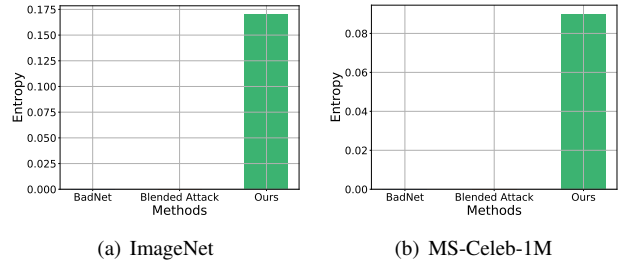 0.175
0.150
0.125
0.100
0.075
0.050
0.025
0.000
Entropy
BadNet Blended Attack Ours
Methods
(a) ImageNet
0.08
0.06
0.04
0.02
0.00
Entropy
BadNet Blended Attack Ours
Methods
(b) MS-Celeb-1M